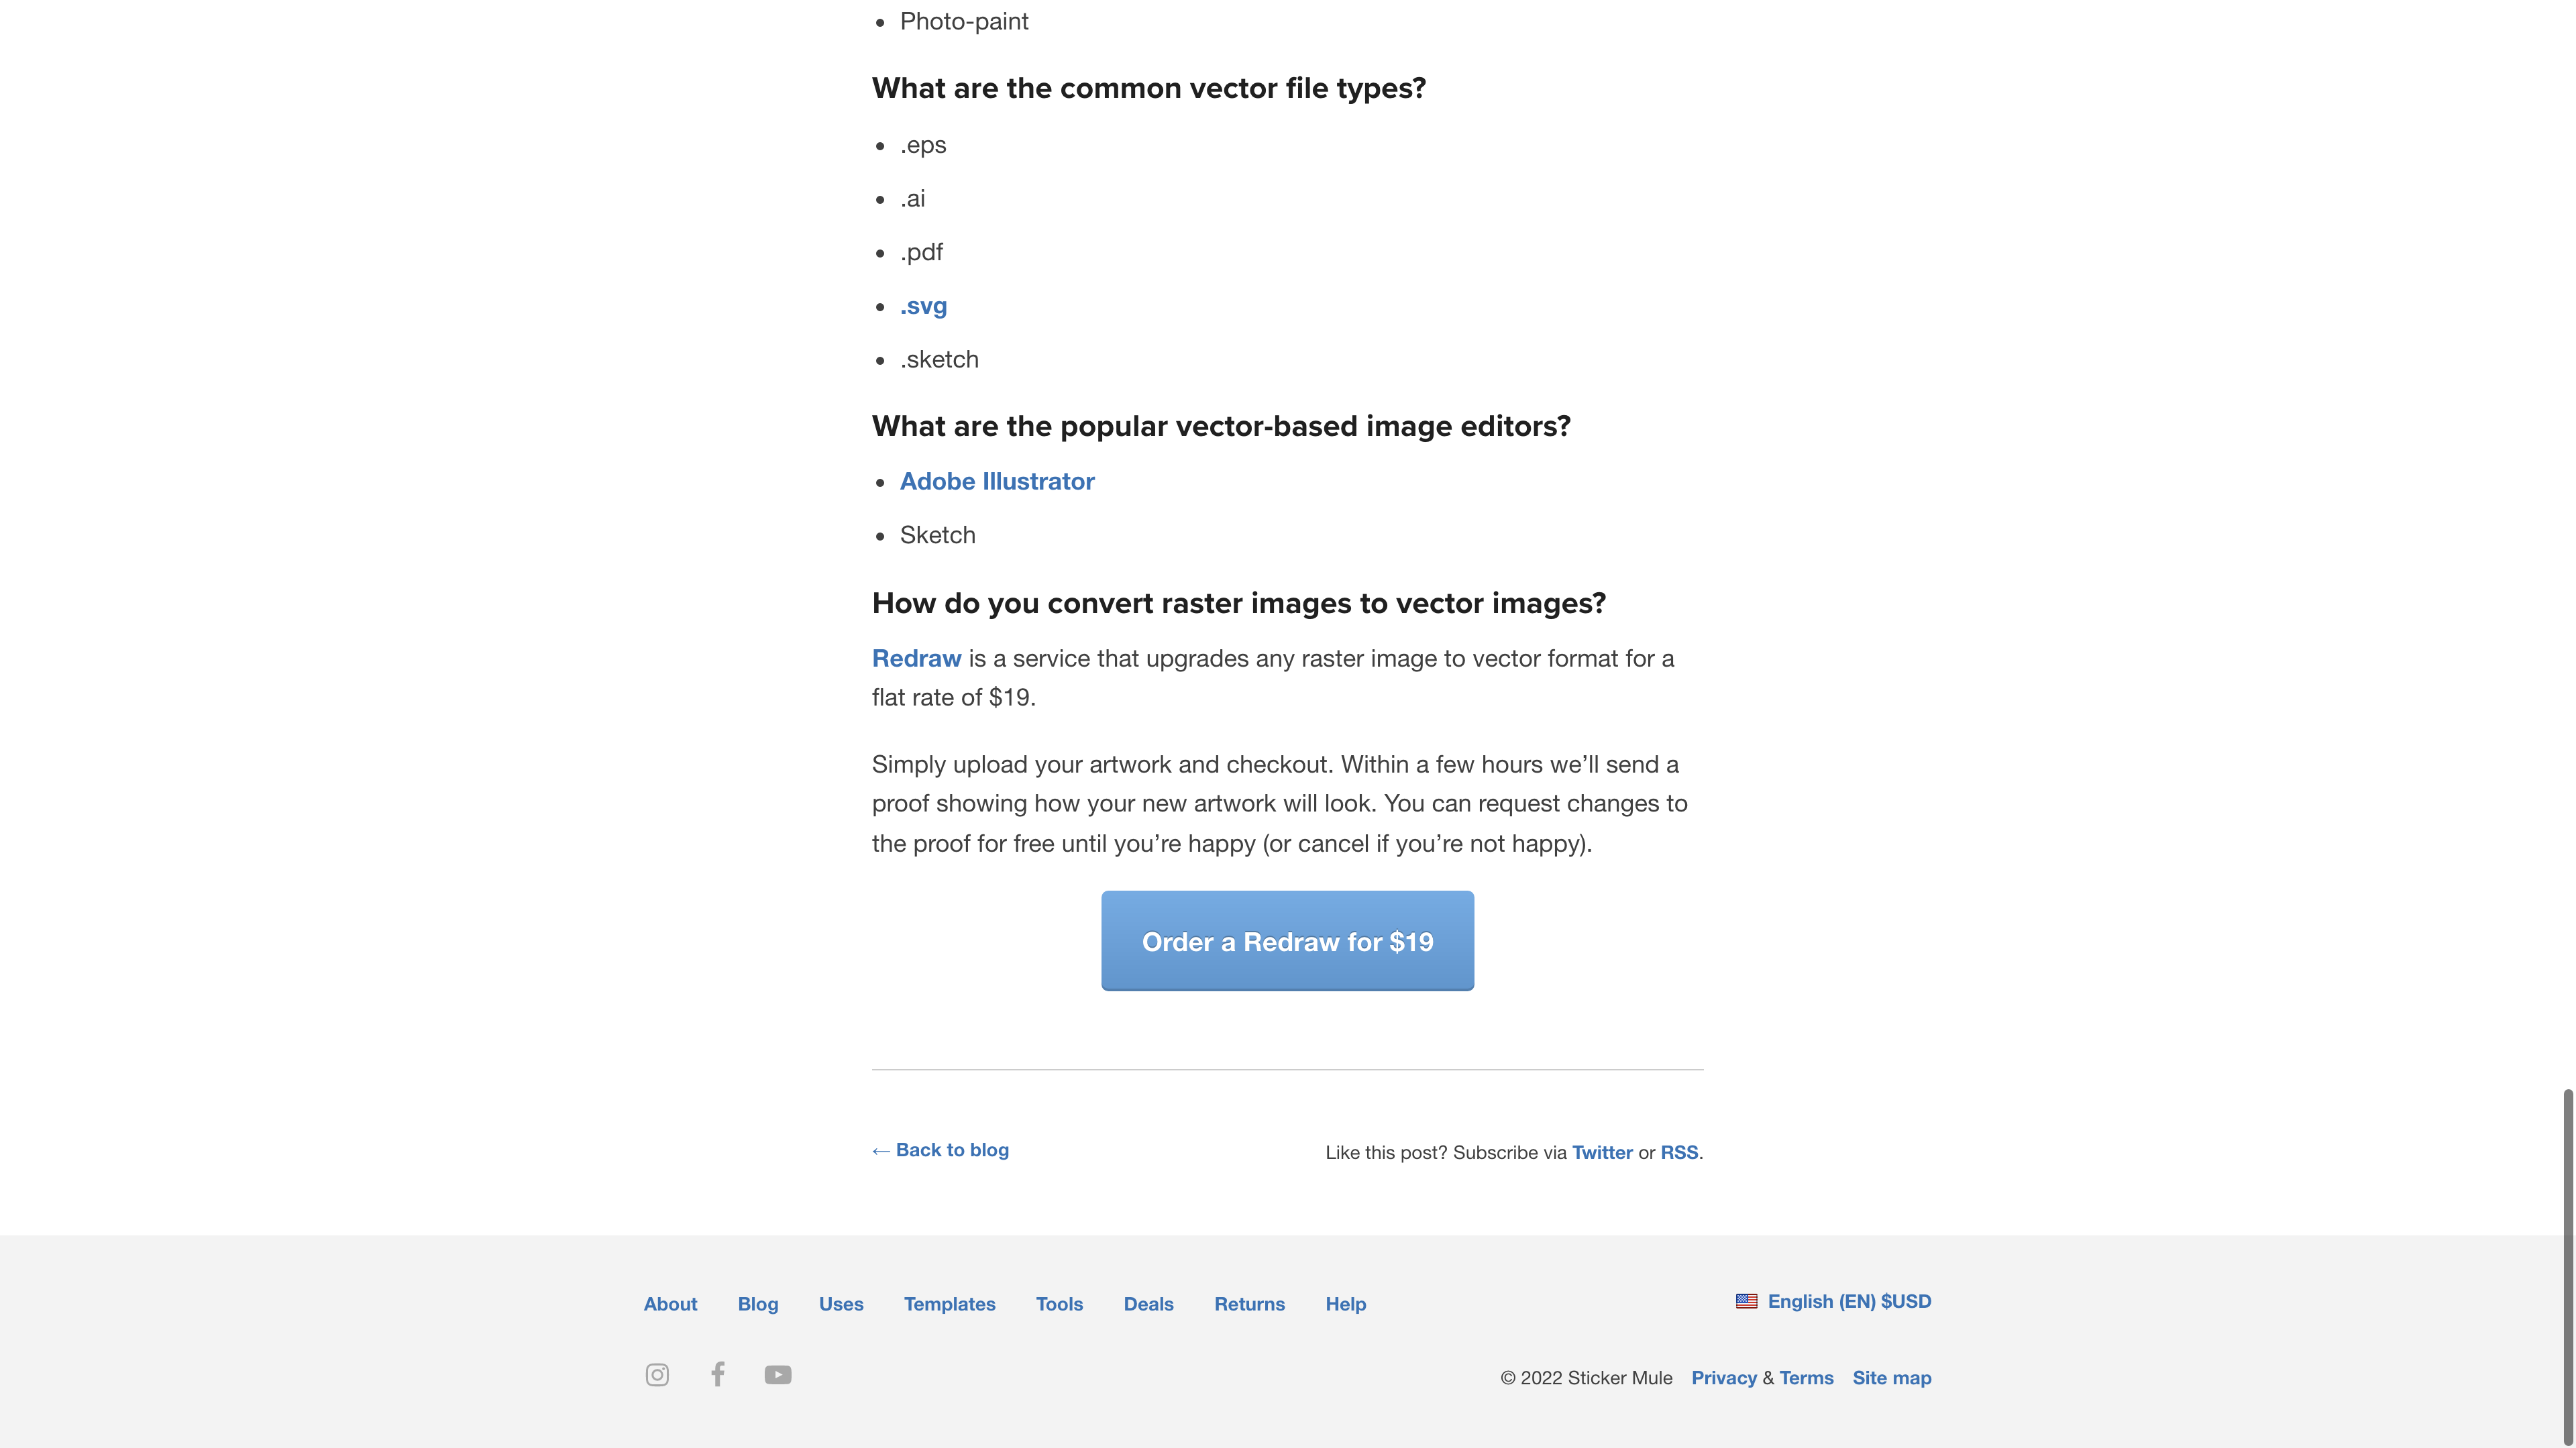 Photo-paint
What are the common vector file types?
.eps
.ai
.pdf
.svg
.sketch
What are the popular vector-based image editors?
Adobe Illustrator
Sketch
How do you convert raster images to vector images?
Redraw is a service that upgrades any raster image to vector format for a
flat rate of $19.
Simply upload your artwork and checkout. Within a few hours we’ll send a
proof showing how your new artwork will look. You can request changes to
the proof for free until you’re happy (or cancel if you’re not happy).
Order a Redraw for $19
← Back to blog
Like this post? Subscribe via Twitter or RSS.
About Blog Uses Templates Tools Deals Returns Help
English (EN) $USD
© 2022 Sticker Mule Privacy & Terms Site map